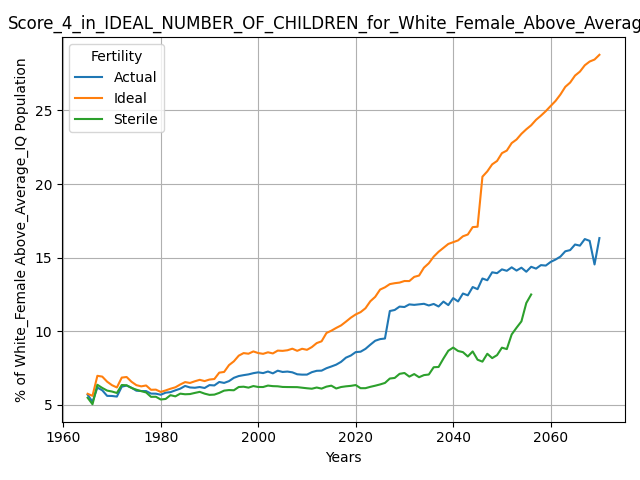 Score_4_in_IDEAL_NUMBER_OF_CHILDREN_for_White_Female_Above_Averag
% of White_Female Above_Average_IQ Population
Fertility
Actual
Ideal
Sterile
25
20
15
10
5
1960 1980 2000 2020 2040 2060
Years